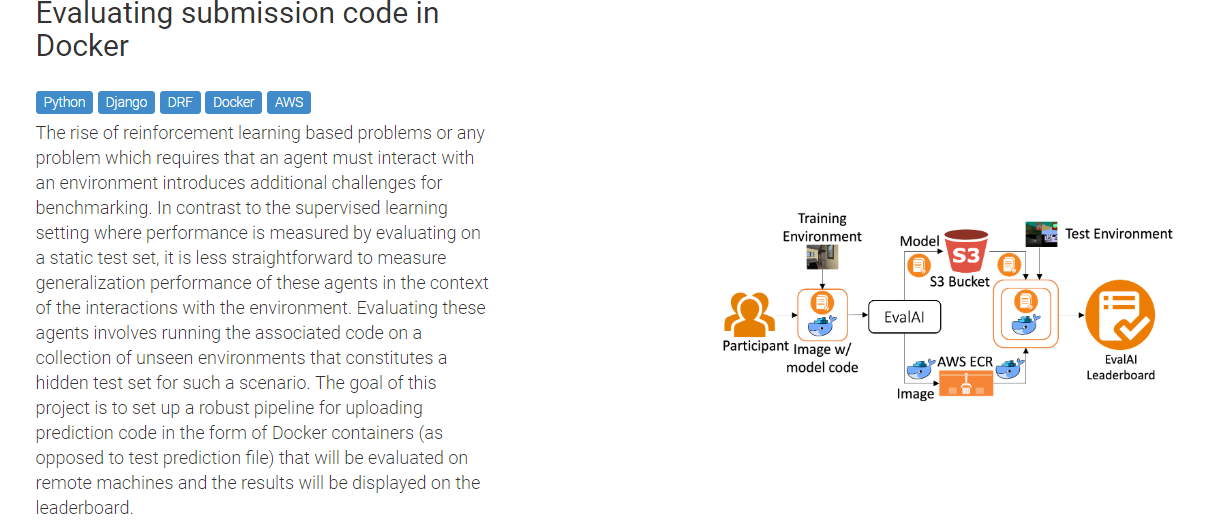 Evaluating submission code in
Docker
Python Django DRF Docker AWS
The rise of reinforcement learning based problems or any
problem which requires that an agent must interact with
an environment introduces additional challenges for
benchmarking. In contrast to the supervised learning
setting where performance is measured by evaluating on
a static test set, it is less straightforward to measure
generalization performance of these agents in the context
of the interactions with the environment. Evaluating these
agents involves running the associated code on a
collection of unseen environments that constitutes a
hidden test set for such a scenario. The goal of this
project is to set up a robust pipeline for uploading
prediction code in the form of Docker containers (as
opposed to test prediction file) that will be evaluated on
remote machines and the results will be displayed on the
leaderboard.
Training
Environment
Participant
Image w/
model code
EvalAI
Model
S3
S3 Bucket
AWS ECR
Image
Test Environment
EvalAI
Leaderboard